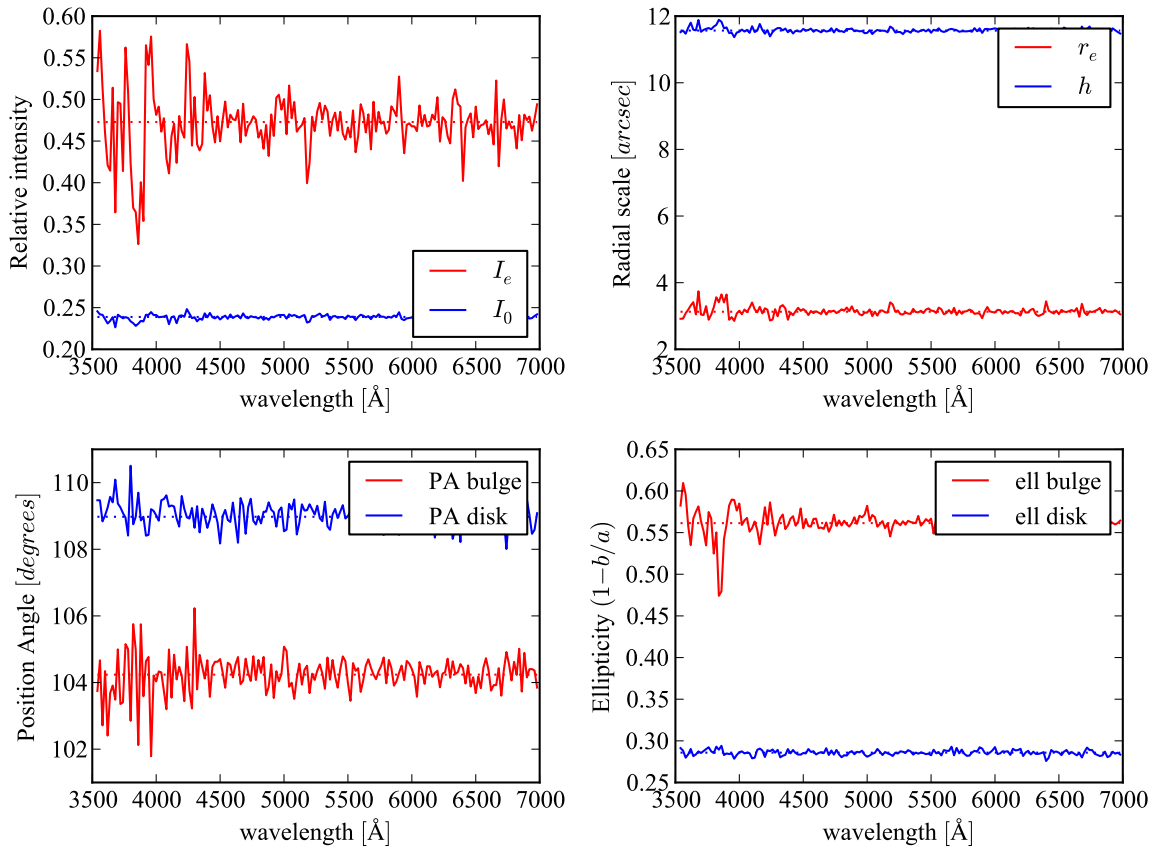 0.60
0.55
0.50
0.45
0.40
0.35
0.30
0.25
0.20
Relative intensity
I_e
I_0
3500 4000 4500 5000 5500 6000 6500 7000
wavelength [Å]
12
10
8
6
4
2
Radial scale [arcsec]
r_e
h
3500 4000 4500 5000 5500 6000 6500 7000
wavelength [Å]
110
108
106
104
102
Position Angle [degrees]
PA bulge
PA disk
3500 4000 4500 5000 5500 6000 6500 7000
wavelength [Å]
0.65
0.60
0.55
0.50
0.45
0.40
0.35
0.30
0.25
Ellipticity (1−b/a)
ell bulge
ell disk
3500 4000 4500 5000 5500 6000 6500 7000
wavelength [Å]